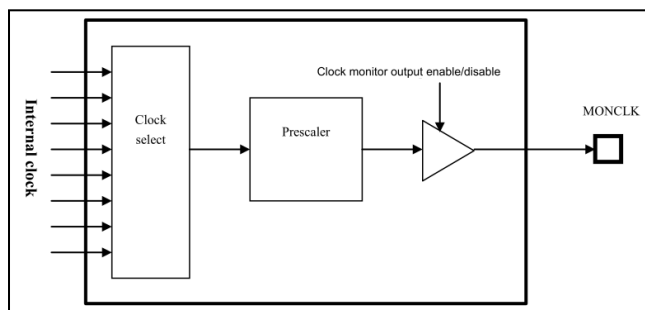 Clock monitor output enable/disable
MONCLK
Internal clock
Clock
select
Prescaler